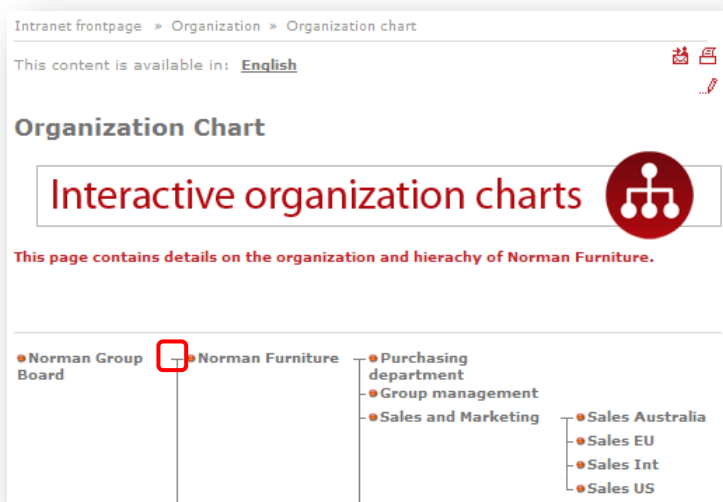 Intranet frontpage » Organization » Organization chart
This content is available in: English
Organization Chart
Interactive organization charts
This page contains details on the organization and hierachy of Norman Furniture.
Norman Group Board
Norman Furniture
Purchasing department
Group management
Sales and Marketing
Sales Australia
Sales EU
Sales Int
Sales US